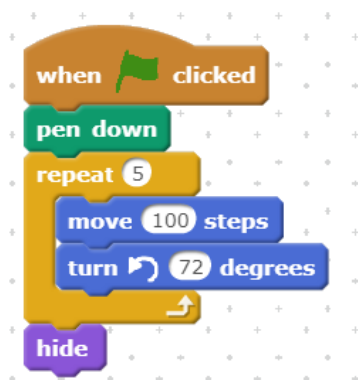 when clicked
pen down
repeat 5
move 100 steps
turn 72 degrees
hide